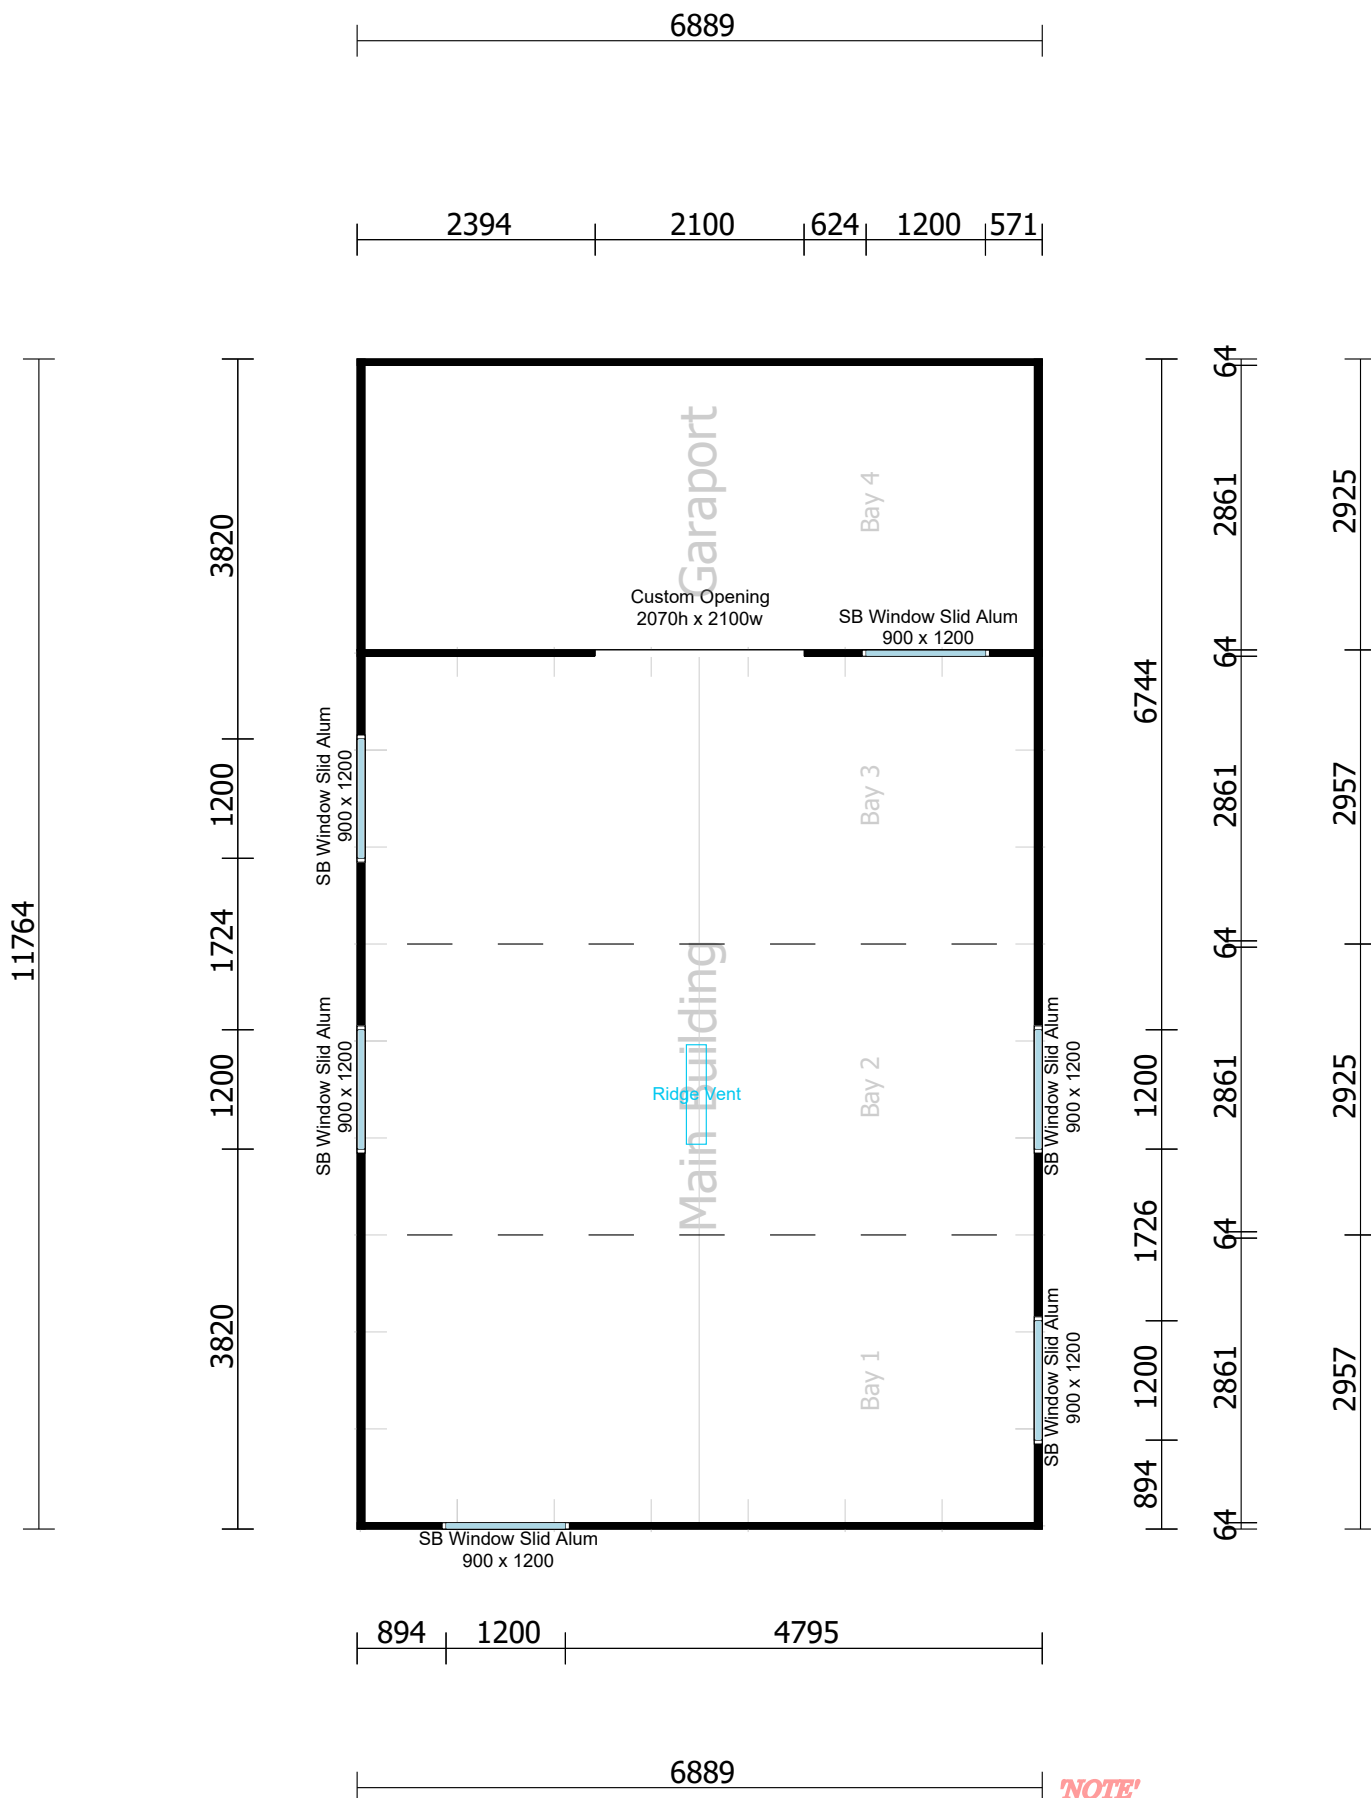 6889
2394 2100 624 1200 571
Garaport
Bay 4
Custom Opening
2070h x 2100w
SB Window Slid Alum
900 x 1200
Bay 3
SB Window Slid Alum
900 x 1200
Main Building
Ridge Vent
Bay 2
SB Window Slid Alum
900 x 1200
SB Window Slid Alum
900 x 1200
Bay 1
SB Window Slid Alum
900 x 1200
SB Window Slid Alum
900 x 1200
11764
3820
1200
1724
1200
3820
6744
1200
1726
1200
894
64
2861
64
2861
64
2861
64
2861
64
2925
2957
2925
2957
894 1200 4795
6889
'NOTE'